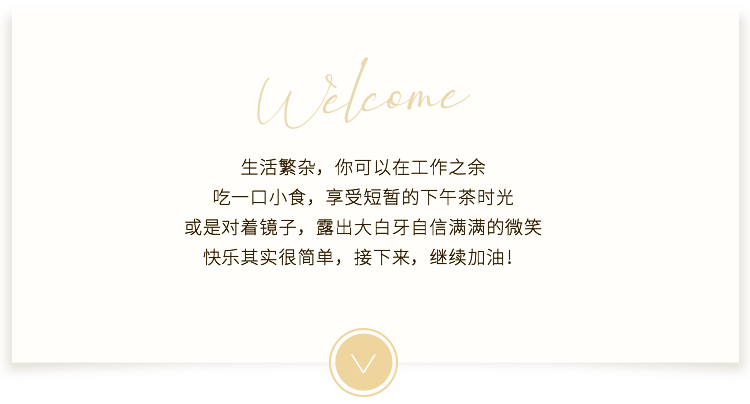 Welcome
生活繁杂，你可以在工作之余
吃一口小食，享受短暂的下午茶时光
或是对着镜子，露出大白牙自信满满的微笑
快乐其实很简单，接下来，继续加油！